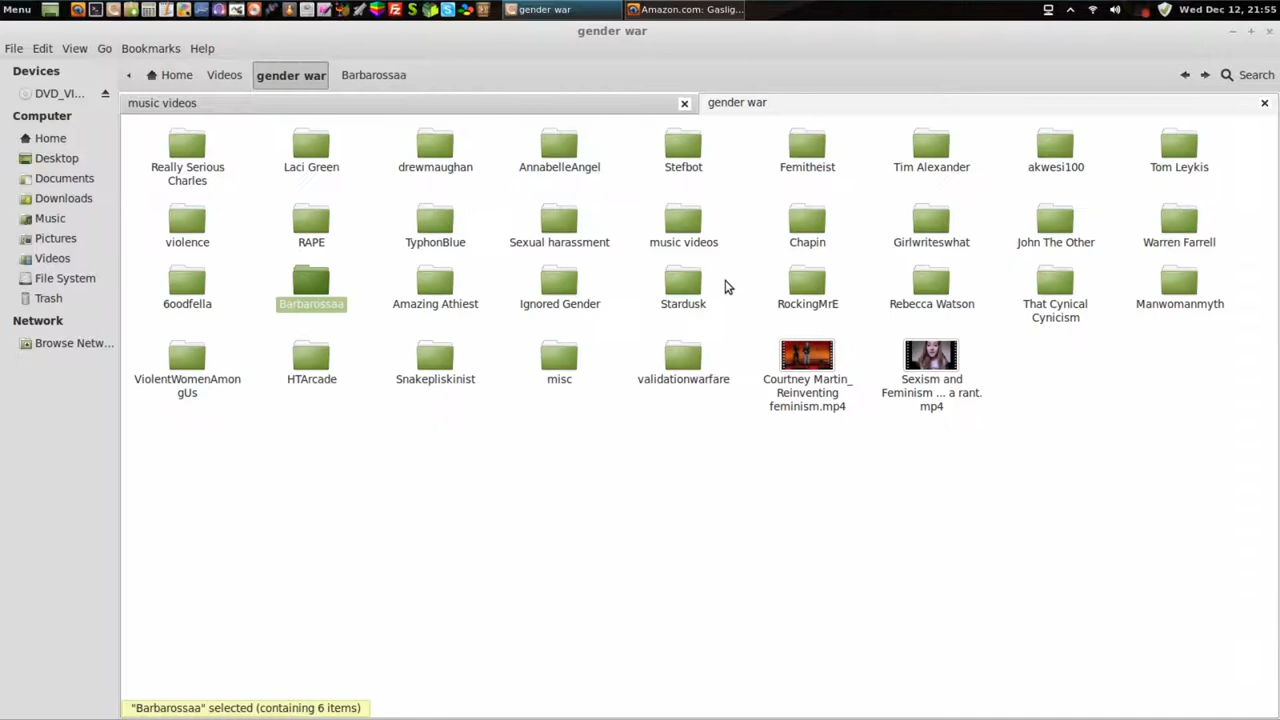 Menu
gender war
Amazon.com: Gaslig...
Wed Dec 12, 21:55
gender war
File Edit View Go Bookmarks Help
Devices
DVD_VI...
Computer
Home
Desktop
Documents
Downloads
Music
Pictures
Videos
File System
Trash
Network
Browse Netw...
Home Videos gender war Barbarossaa
Search
music videos
gender war
Really Serious
Charles
Laci Green
drewmaughan
AnnabelleAngel
Stefbot
Femitheist
Tim Alexander
akwesi100
Tom Leykis
violence
RAPE
TyphonBlue
Sexual harassment
music videos
Chapin
Girlwriteswhat
John The Other
Warren Farrell
6oodfella
Barbarossaa
Amazing Athiest
Ignored Gender
Stardusk
RockingMrE
Rebecca Watson
That Cynical
Cynicism
Manwomanmyth
ViolentWomenAmon
gUs
HTArcade
Snakepliskinist
misc
validationwarfare
Courtney Martin_
Reinventing
feminism.mp4
Sexism and
Feminism ... a rant.
mp4
"Barbarossaa" selected (containing 6 items)